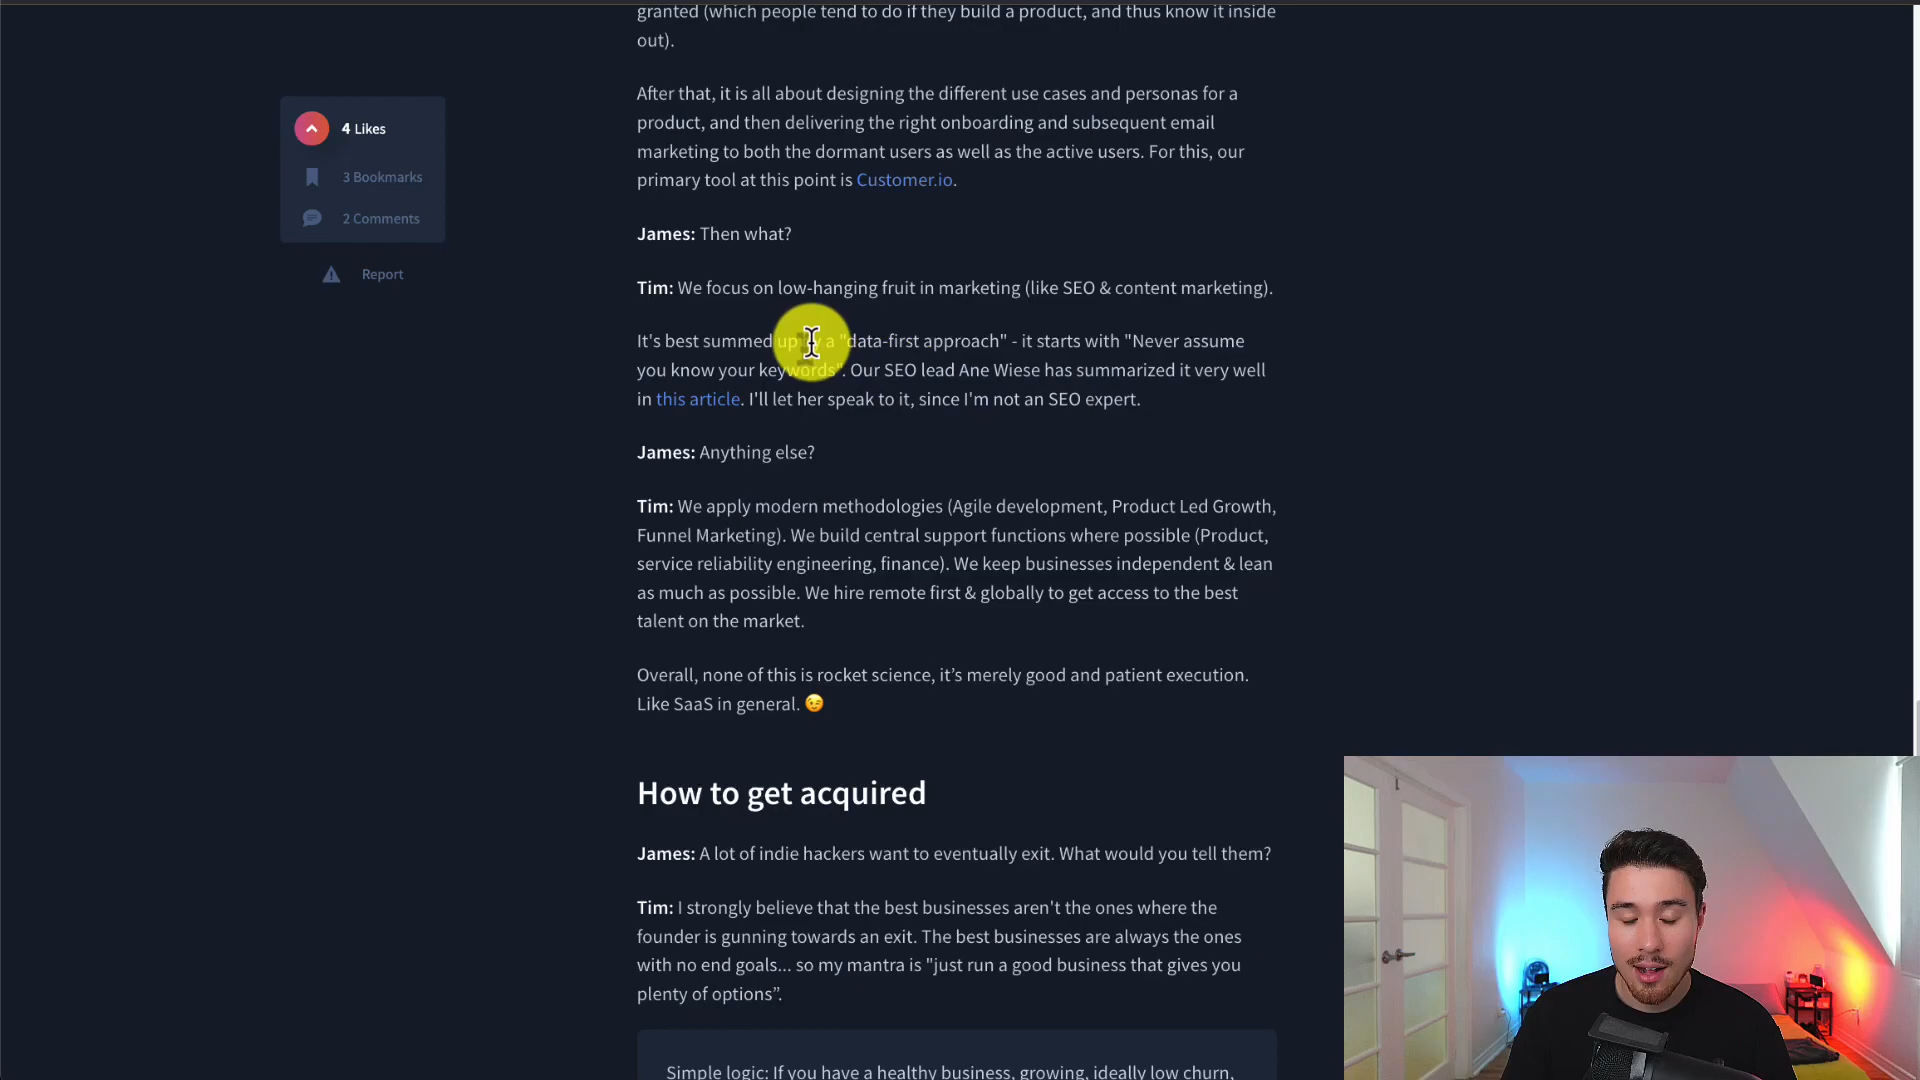 granted (which people tend to do if they build a product, and thus know it inside
out).
After that, it is all about designing the different use cases and personas for a
product, and then delivering the right onboarding and subsequent email
marketing to both the dormant users as well as the active users. For this, our
primary tool at this point is Customer.io.
4 Likes
3 Bookmarks
2 Comments
Report
James: Then what?
Tim: We focus on low-hanging fruit in marketing (like SEO & content marketing).
It's best summed up by a "data-first approach" - it starts with "Never assume
you know your keywords". Our SEO lead Ane Wiese has summarized it very well
in this article. I'll let her speak to it, since I'm not an SEO expert.
James: Anything else?
Tim: We apply modern methodologies (Agile development, Product Led Growth,
Funnel Marketing). We build central support functions where possible (Product,
service reliability engineering, finance). We keep businesses independent & lean
as much as possible. We hire remote first & globally to get access to the best
talent on the market.
Overall, none of this is rocket science, it’s merely good and patient execution.
Like SaaS in general. 😉
How to get acquired
James: A lot of indie hackers want to eventually exit. What would you tell them?
Tim: I strongly believe that the best businesses aren't the ones where the
founder is gunning towards an exit. The best businesses are always the ones
with no end goals... so my mantra is "just run a good business that gives you
plenty of options”.
Simple logic: If you have a healthy business, growing, ideally low churn,